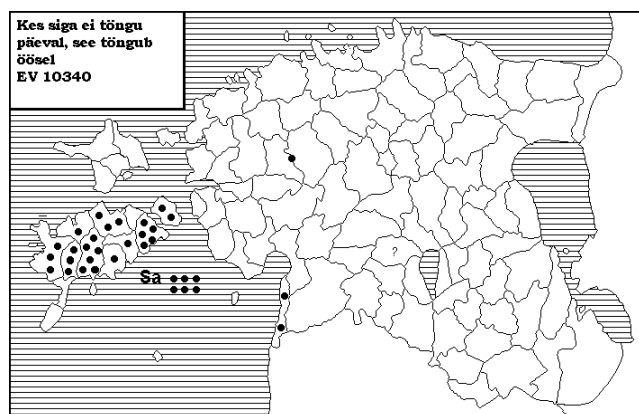 Kes siga ei töngu
päeval, see töngub
öösel
EV 10340
?
Sa